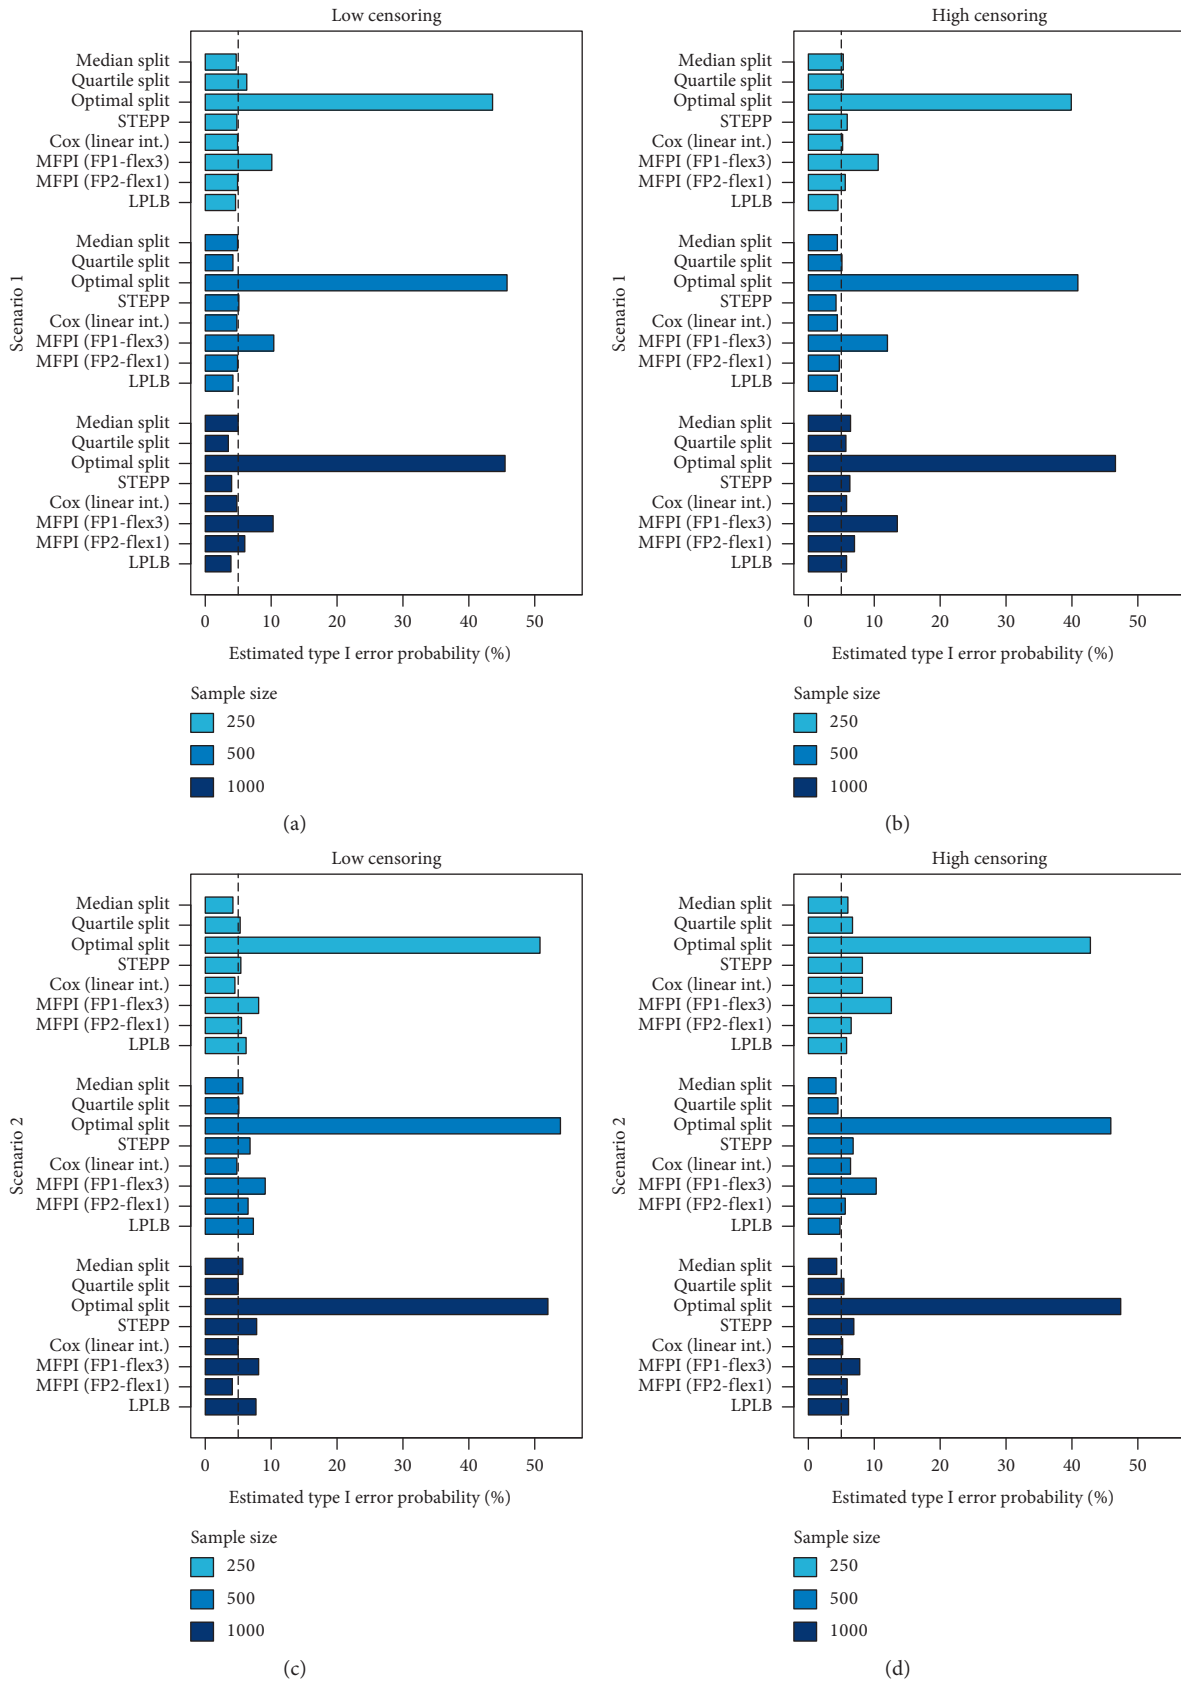 Low censoring
Scenario 1
Median split
Quartile split
Optimal split
STEPP
Cox (linear int.)
MFPI (FP1-flex3)
MFPI (FP2-flex1)
LPLB
Median split
Quartile split
Optimal split
STEPP
Cox (linear int.)
MFPI (FP1-flex3)
MFPI (FP2-flex1)
LPLB
Median split
Quartile split
Optimal split
STEPP
Cox (linear int.)
MFPI (FP1-flex3)
MFPI (FP2-flex1)
LPLB
0 10 20 30 40 50
Estimated type I error probability (%)
Sample size
250
500
1000
(a)
High censoring
Scenario 1
Median split
Quartile split
Optimal split
STEPP
Cox (linear int.)
MFPI (FP1-flex3)
MFPI (FP2-flex1)
LPLB
Median split
Quartile split
Optimal split
STEPP
Cox (linear int.)
MFPI (FP1-flex3)
MFPI (FP2-flex1)
LPLB
Median split
Quartile split
Optimal split
STEPP
Cox (linear int.)
MFPI (FP1-flex3)
MFPI (FP2-flex1)
LPLB
0 10 20 30 40 50
Estimated type I error probability (%)
Sample size
250
500
1000
(b)
Low censoring
Scenario 2
Median split
Quartile split
Optimal split
STEPP
Cox (linear int.)
MFPI (FP1-flex3)
MFPI (FP2-flex1)
LPLB
Median split
Quartile split
Optimal split
STEPP
Cox (linear int.)
MFPI (FP1-flex3)
MFPI (FP2-flex1)
LPLB
Median split
Quartile split
Optimal split
STEPP
Cox (linear int.)
MFPI (FP1-flex3)
MFPI (FP2-flex1)
LPLB
0 10 20 30 40 50
Estimated type I error probability (%)
Sample size
250
500
1000
(c)
High censoring
Scenario 2
Median split
Quartile split
Optimal split
STEPP
Cox (linear int.)
MFPI (FP1-flex3)
MFPI (FP2-flex1)
LPLB
Median split
Quartile split
Optimal split
STEPP
Cox (linear int.)
MFPI (FP1-flex3)
MFPI (FP2-flex1)
LPLB
Median split
Quartile split
Optimal split
STEPP
Cox (linear int.)
MFPI (FP1-flex3)
MFPI (FP2-flex1)
LPLB
0 10 20 30 40 50
Estimated type I error probability (%)
Sample size
250
500
1000
(d)